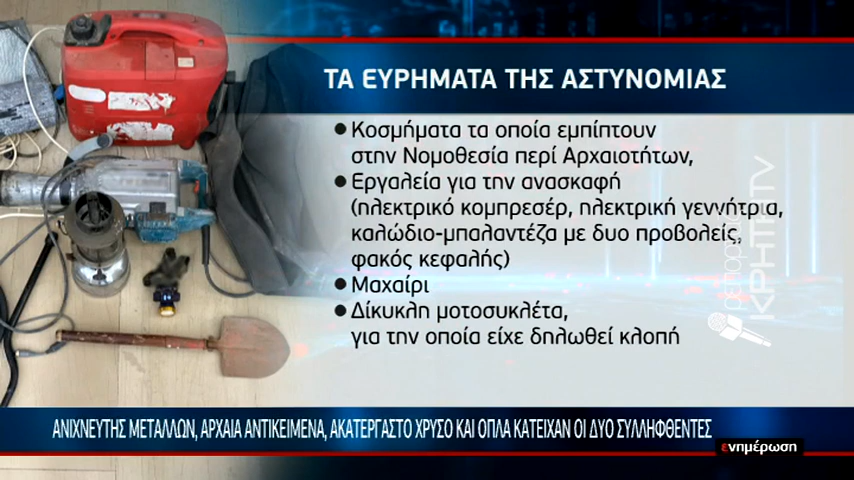 ΤΑ ΕΥΡΗΜΑΤΑ ΤΗΣ ΑΣΤΥΝΟΜΙΑΣ
● Κοσμήματα τα οποία εμπίπτουν
στην Νομοθεσία περί Αρχαιοτήτων,
● Εργαλεία για την ανασκαφή
(ηλεκτρικό κομπρεσέρ, ηλεκτρική γεννήτρια,
καλώδιο-μπαλαντέζα με δυο προβολείς,
φακός κεφαλής)
● Μαχαίρι
● Δίκυκλη μοτοσυκλέτα,
για την οποία είχε δηλωθεί κλοπή
ρεπορτάζ
ΚΡΗΤΗ TV
ΑΝΙΧΝΕΥΤΗΣ ΜΕΤΑΛΛΩΝ, ΑΡΧΑΙΑ ΑΝΤΙΚΕΙΜΕΝΑ, ΑΚΑΤΕΡΓΑΣΤΟ ΧΡΥΣΟ ΚΑΙ ΟΠΛΑ ΚΑΤΕΙΧΑΝ ΟΙ ΔΥΟ ΣΥΛΛΗΦΘΕΝΤΕΣ
ενημέρωση